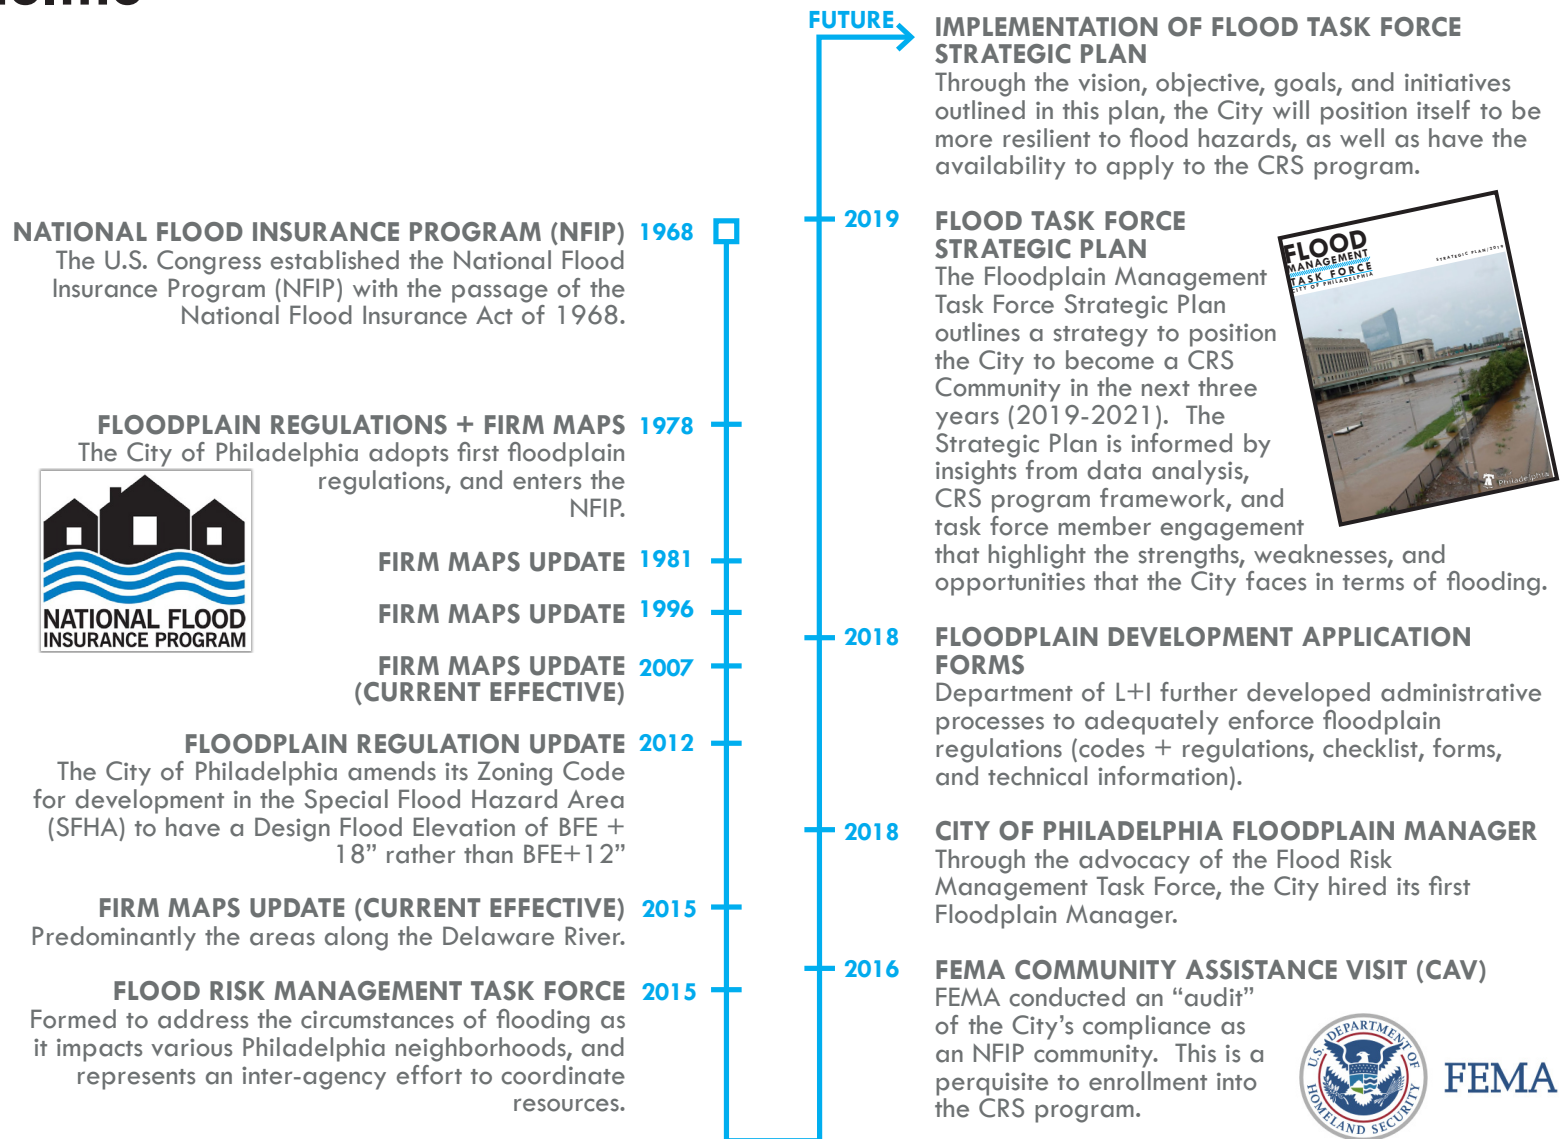 NATIONAL FLOOD INSURANCE PROGRAM (NFIP) 1968
The U.S. Congress established the National Flood
Insurance Program (NFIP) with the passage of the
National Flood Insurance Act of 1968.
FLOODPLAIN REGULATIONS + FIRM MAPS 1978
The City of Philadelphia adopts first floodplain
regulations, and enters the
NFIP.
NATIONAL FLOOD
INSURANCE PROGRAM
FIRM MAPS UPDATE 1981
FIRM MAPS UPDATE 1996
FIRM MAPS UPDATE 2007
(CURRENT EFFECTIVE)
FLOODPLAIN REGULATION UPDATE 2012
The City of Philadelphia amends its Zoning Code
for development in the Special Flood Hazard Area
(SFHA) to have a Design Flood Elevation of BFE +
18” rather than BFE+12”
FIRM MAPS UPDATE (CURRENT EFFECTIVE) 2015
Predominantly the areas along the Delaware River.
FLOOD RISK MANAGEMENT TASK FORCE 2015
Formed to address the circumstances of flooding as
it impacts various Philadelphia neighborhoods, and
represents an inter-agency effort to coordinate
resources.
FUTURE
IMPLEMENTATION OF FLOOD TASK FORCE
STRATEGIC PLAN
Through the vision, objective, goals, and initiatives
outlined in this plan, the City will position itself to be
more resilient to flood hazards, as well as have the
availability to apply to the CRS program.
2019 FLOOD TASK FORCE
STRATEGIC PLAN
The Floodplain Management
Task Force Strategic Plan
outlines a strategy to position
the City to become a CRS
Community in the next three
years (2019-2021). The
Strategic Plan is informed by
insights from data analysis,
CRS program framework, and
task force member engagement
that highlight the strengths, weaknesses, and
opportunities that the City faces in terms of flooding.
FLOOD
MANAGEMENT
TASK FORCE
CITY OF PHILADELPHIA
STRATEGIC PLAN/2019
Philadelphia
2018 FLOODPLAIN DEVELOPMENT APPLICATION
FORMS
Department of L+I further developed administrative
processes to adequately enforce floodplain
regulations (codes + regulations, checklist, forms,
and technical information).
2018 CITY OF PHILADELPHIA FLOODPLAIN MANAGER
Through the advocacy of the Flood Risk
Management Task Force, the City hired its first
Floodplain Manager.
2016 FEMA COMMUNITY ASSISTANCE VISIT (CAV)
FEMA conducted an “audit”
of the City’s compliance as
an NFIP community. This is a
perquisite to enrollment into
the CRS program.
U.S. DEPARTMENT OF
HOMELAND SECURITY
FEMA